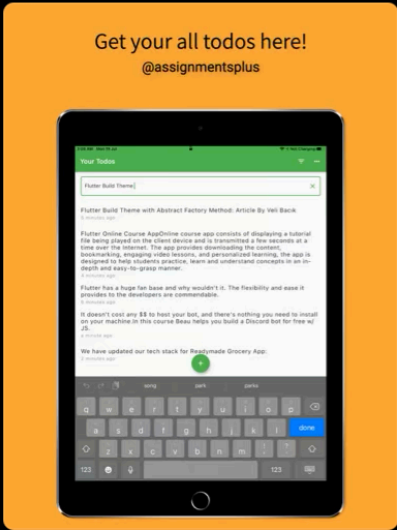 Get your all todos here!
@assignmentsplus
Your Todos
Flutter Build Theme
Flutter Build Theme with Abstract Factory Method: Article By Veli Bacik.
Flutter Online Course AppOnline course app consists of displaying a tutorial
file being played on the client device and is transmitted a few seconds at a
time over the Internet. The app provides downloading the content,
bookmarking, engaging video lessons, and personalized learning, the app is
designed to help students practice, learn and understand concepts in an in-
depth and easy-to-grasp manner.
Flutter has a huge fan base and why wouldn't it. The flexibility and ease it
provides to the developers are commendable.
It doesn't cost any $$ to host your bot, and there's nothing you need to install
on your machine in this course Beau helps you build a Discord bot for free w/
JS.
We have updated our tech stack for Readymade Grocery App:
song park parks
q w e r t y u i o p
a s d f g h j k l done
z x c v b n m
123 123